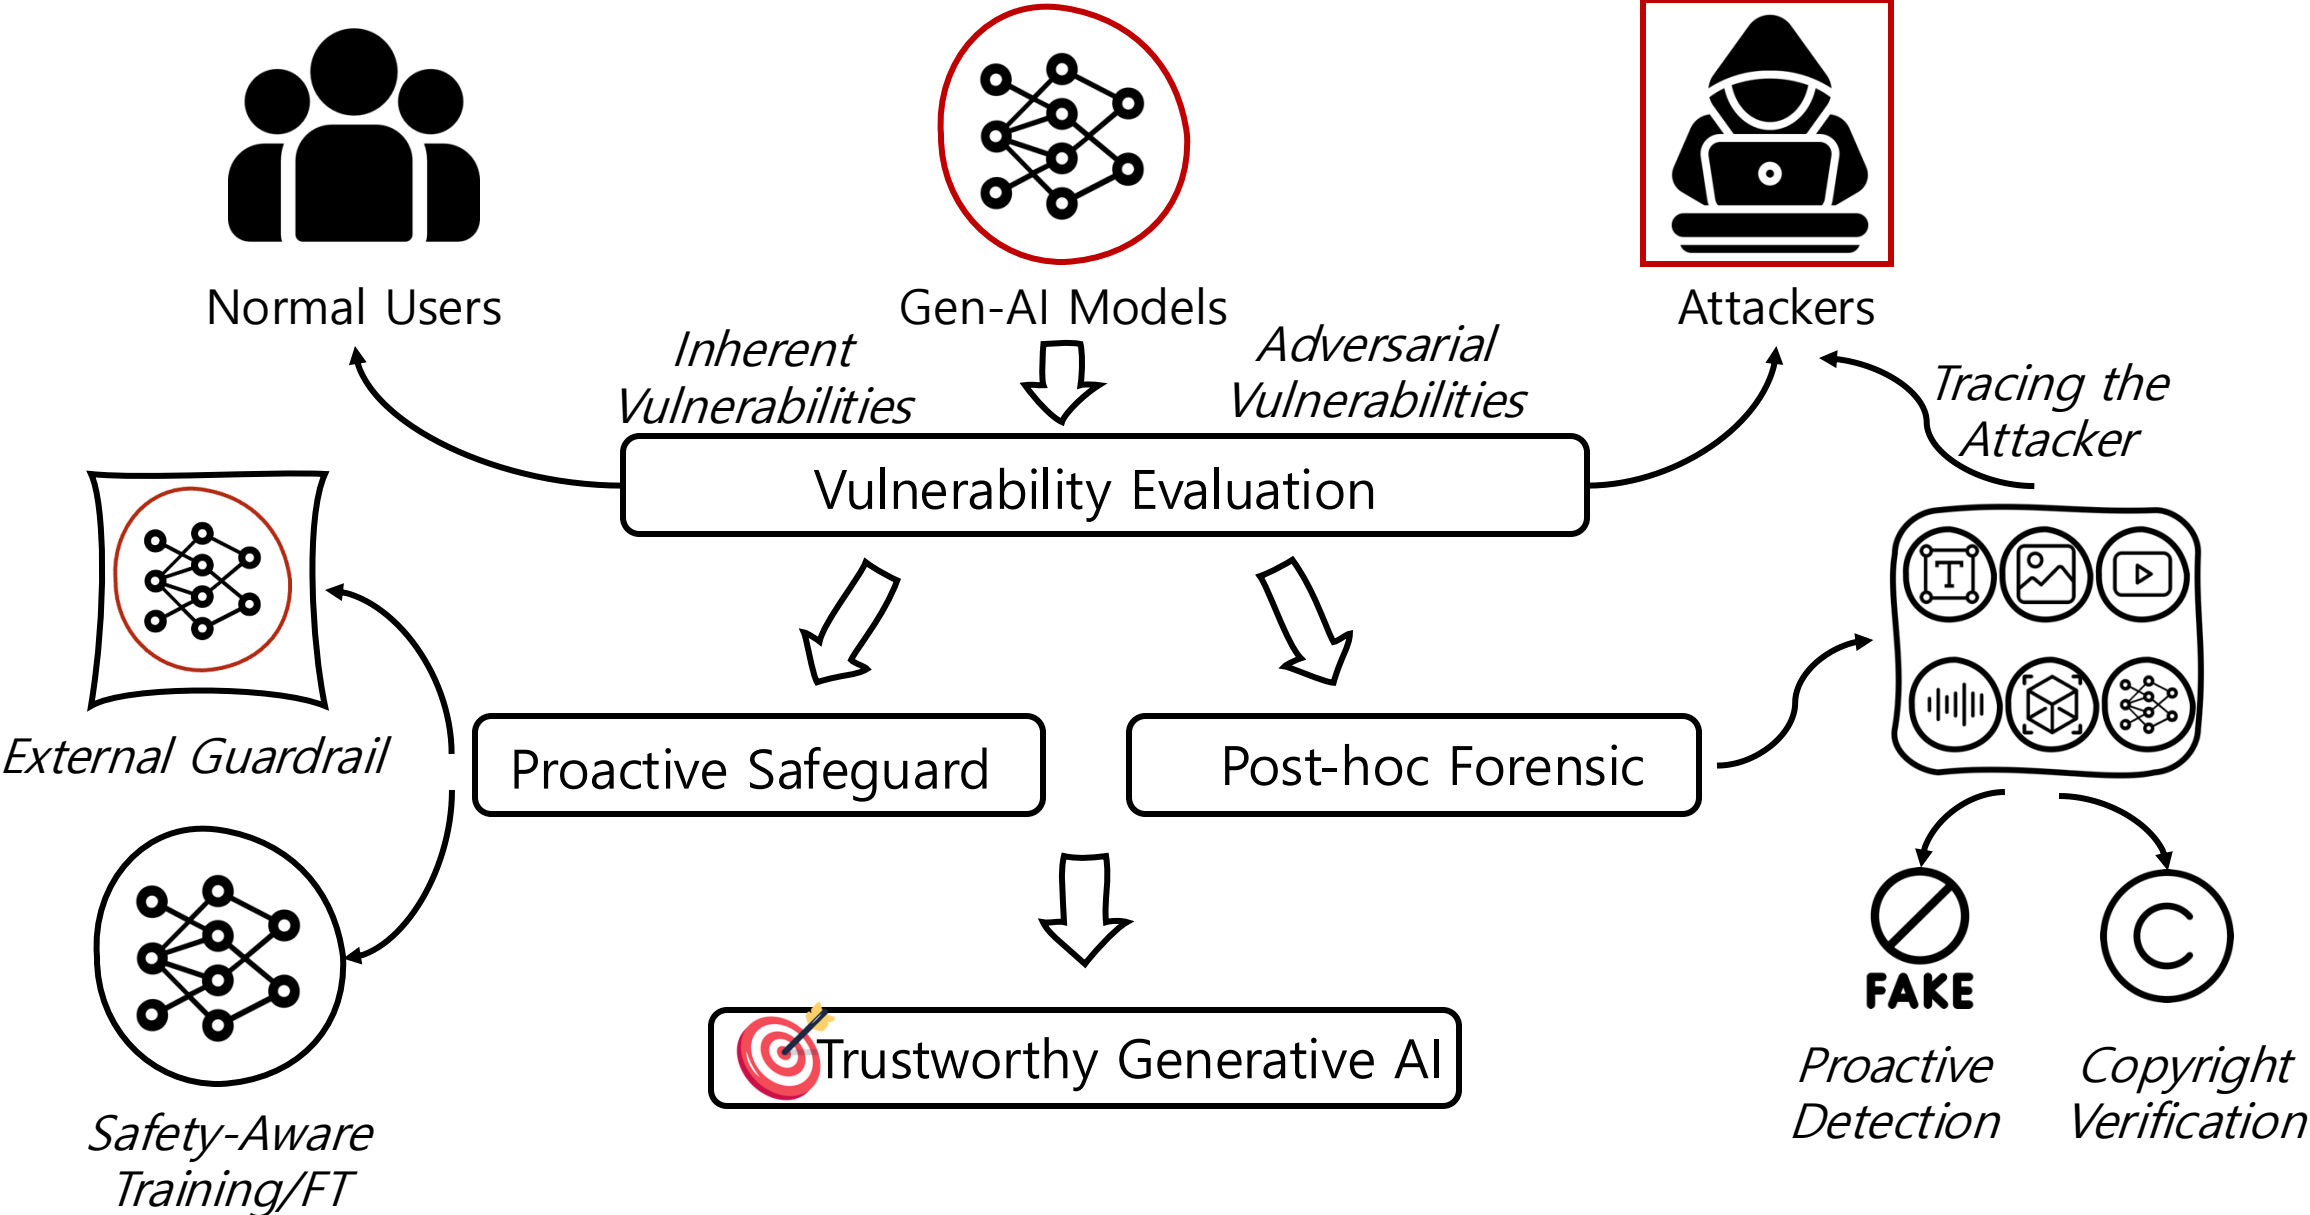 Normal Users
Gen-AI Models
Attackers
Inherent
Vulnerabilities
Adversarial
Vulnerabilities
Tracing the
Attacker
Vulnerability Evaluation
T
External Guardrail
Proactive Safeguard
Post-hoc Forensic
FAKE
C
Trustworthy Generative AI
Proactive
Detection
Copyright
Verification
Safety-Aware
Training/FT